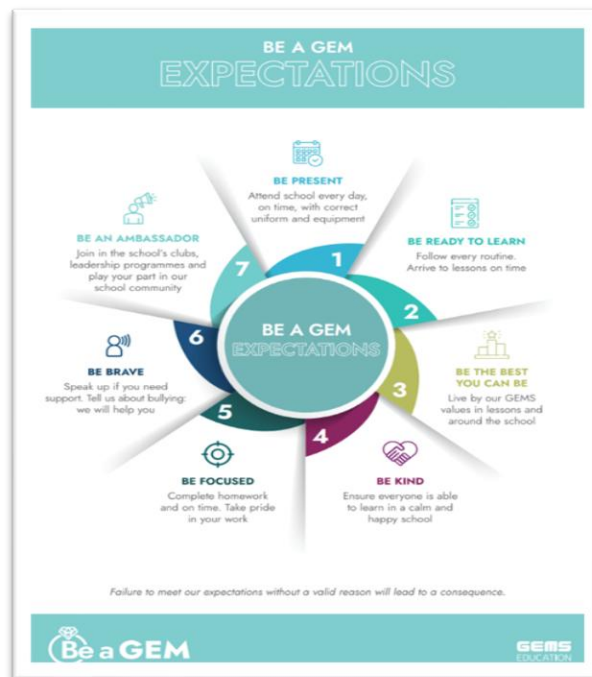 BE A GEM
EXPECTATIONS
BE PRESENT
Attend school every day,
on time, with correct
uniform and equipment
1
BE READY TO LEARN
Follow every routine.
Arrive to lessons on time
2
BE THE BEST
YOU CAN BE
Live by our GEMS
values in lessons and
around the school
3
BE KIND
Ensure everyone is able
to learn in a calm and
happy school
4
BE FOCUSED
Complete homework
and on time. Take pride
in your work
5
BE BRAVE
Speak up if you need
support. Tell us about bullying:
we will help you
6
BE AN AMBASSADOR
Join in the school's clubs,
leadership programmes and
play your part in our
school community
7
BE A GEM
EXPECTATIONS
Failure to meet our expectations without a valid reason will lead to a consequence.
Be a GEM
GEMS
EDUCATION